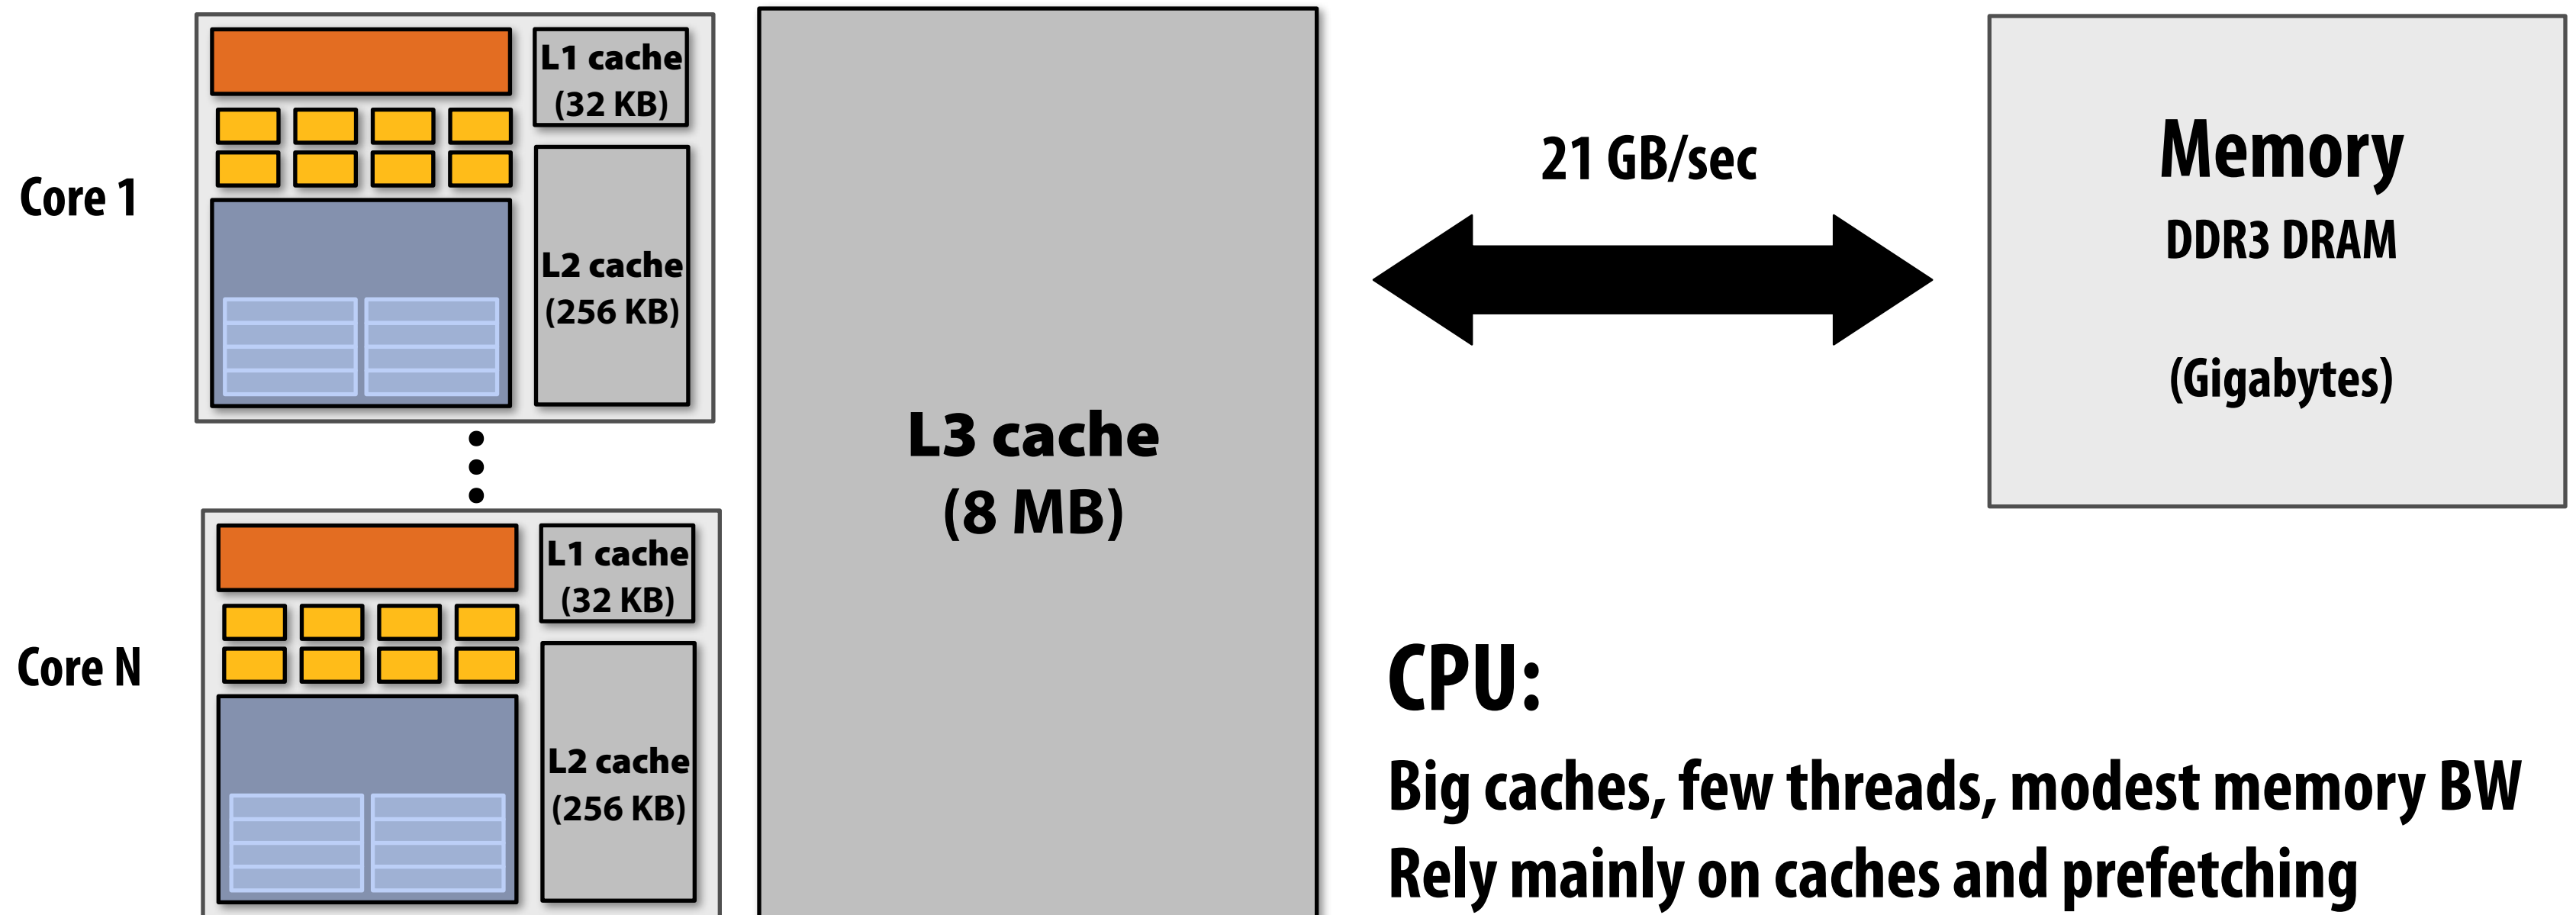 Core 1
L1 cache
(32 KB)
L2 cache
(256 KB)
Core N
L1 cache
(32 KB)
L2 cache
(256 KB)
L3 cache
(8 MB)
21 GB/sec
Memory
DDR3 DRAM
(Gigabytes)
CPU:
Big caches, few threads, modest memory BW
Rely mainly on caches and prefetching